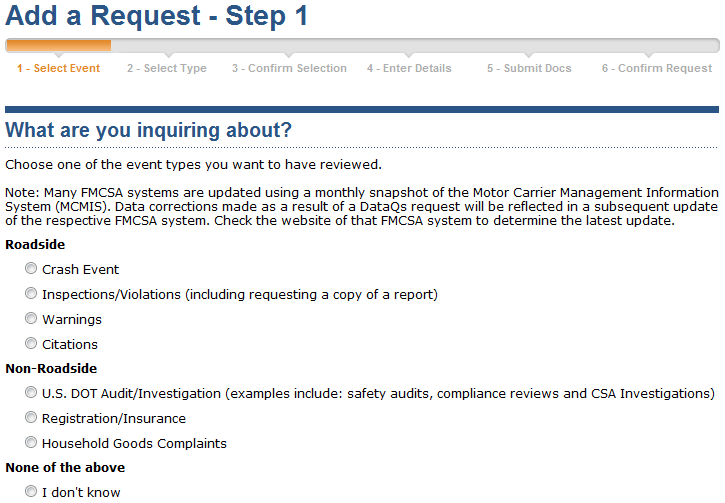 Add a Request - Step 1
1 - Select Event 2 - Select Type 3 - Confirm Selection 4 - Enter Details 5 - Submit Docs 6 - Confirm Request
What are you inquiring about?
Choose one of the event types you want to have reviewed.
Note: Many FMCSA systems are updated using a monthly snapshot of the Motor Carrier Management Information
System (MCMIS). Data corrections made as a result of a DataQs request will be reflected in a subsequent update
of the respective FMCSA system. Check the website of that FMCSA system to determine the latest update.
Roadside
Crash Event
Inspections/Violations (including requesting a copy of a report)
Warnings
Citations
Non-Roadside
U.S. DOT Audit/Investigation (examples include: safety audits, compliance reviews and CSA Investigations)
Registration/Insurance
Household Goods Complaints
None of the above
I don't know